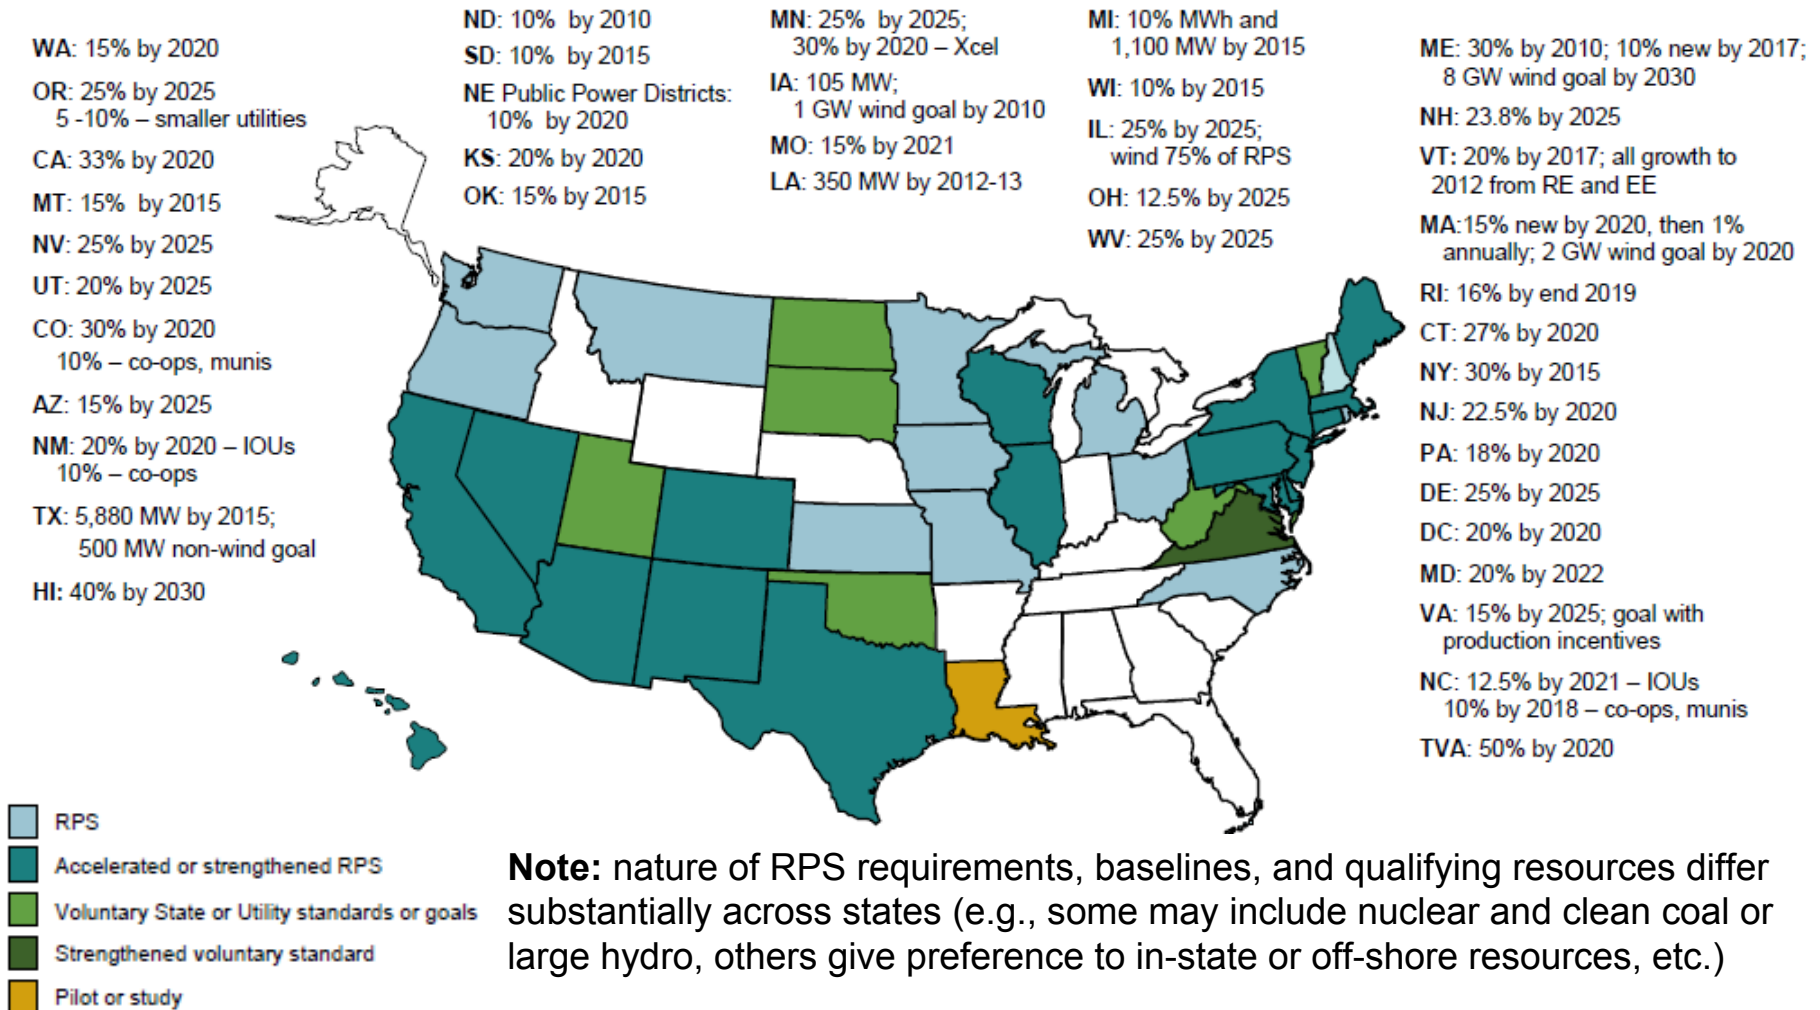 WA: 15% by 2020
OR: 25% by 2025
5 -10% – smaller utilities
CA: 33% by 2020
MT: 15% by 2015
NV: 25% by 2025
UT: 20% by 2025
CO: 30% by 2020
10% – co-ops, munis
AZ: 15% by 2025
NM: 20% by 2020 – IOUs
10% – co-ops
TX: 5,880 MW by 2015;
500 MW non-wind goal
HI: 40% by 2030
ND: 10% by 2010
SD: 10% by 2015
NE Public Power Districts:
10% by 2020
KS: 20% by 2020
OK: 15% by 2015
MN: 25% by 2025;
30% by 2020 – Xcel
IA: 105 MW;
1 GW wind goal by 2010
MO: 15% by 2021
LA: 350 MW by 2012-13
MI: 10% MWh and
1,100 MW by 2015
WI: 10% by 2015
IL: 25% by 2025;
wind 75% of RPS
OH: 12.5% by 2025
WV: 25% by 2025
ME: 30% by 2010; 10% new by 2017;
8 GW wind goal by 2030
NH: 23.8% by 2025
VT: 20% by 2017; all growth to
2012 from RE and EE
MA:15% new by 2020, then 1%
annually; 2 GW wind goal by 2020
RI: 16% by end 2019
CT: 27% by 2020
NY: 30% by 2015
NJ: 22.5% by 2020
PA: 18% by 2020
DE: 25% by 2025
DC: 20% by 2020
MD: 20% by 2022
VA: 15% by 2025; goal with
production incentives
NC: 12.5% by 2021 – IOUs
10% by 2018 – co-ops, munis
TVA: 50% by 2020
RPS
Accelerated or strengthened RPS
Voluntary State or Utility standards or goals
Strengthened voluntary standard
Pilot or study
Note: nature of RPS requirements, baselines, and qualifying resources differ
substantially across states (e.g., some may include nuclear and clean coal or
large hydro, others give preference to in-state or off-shore resources, etc.)